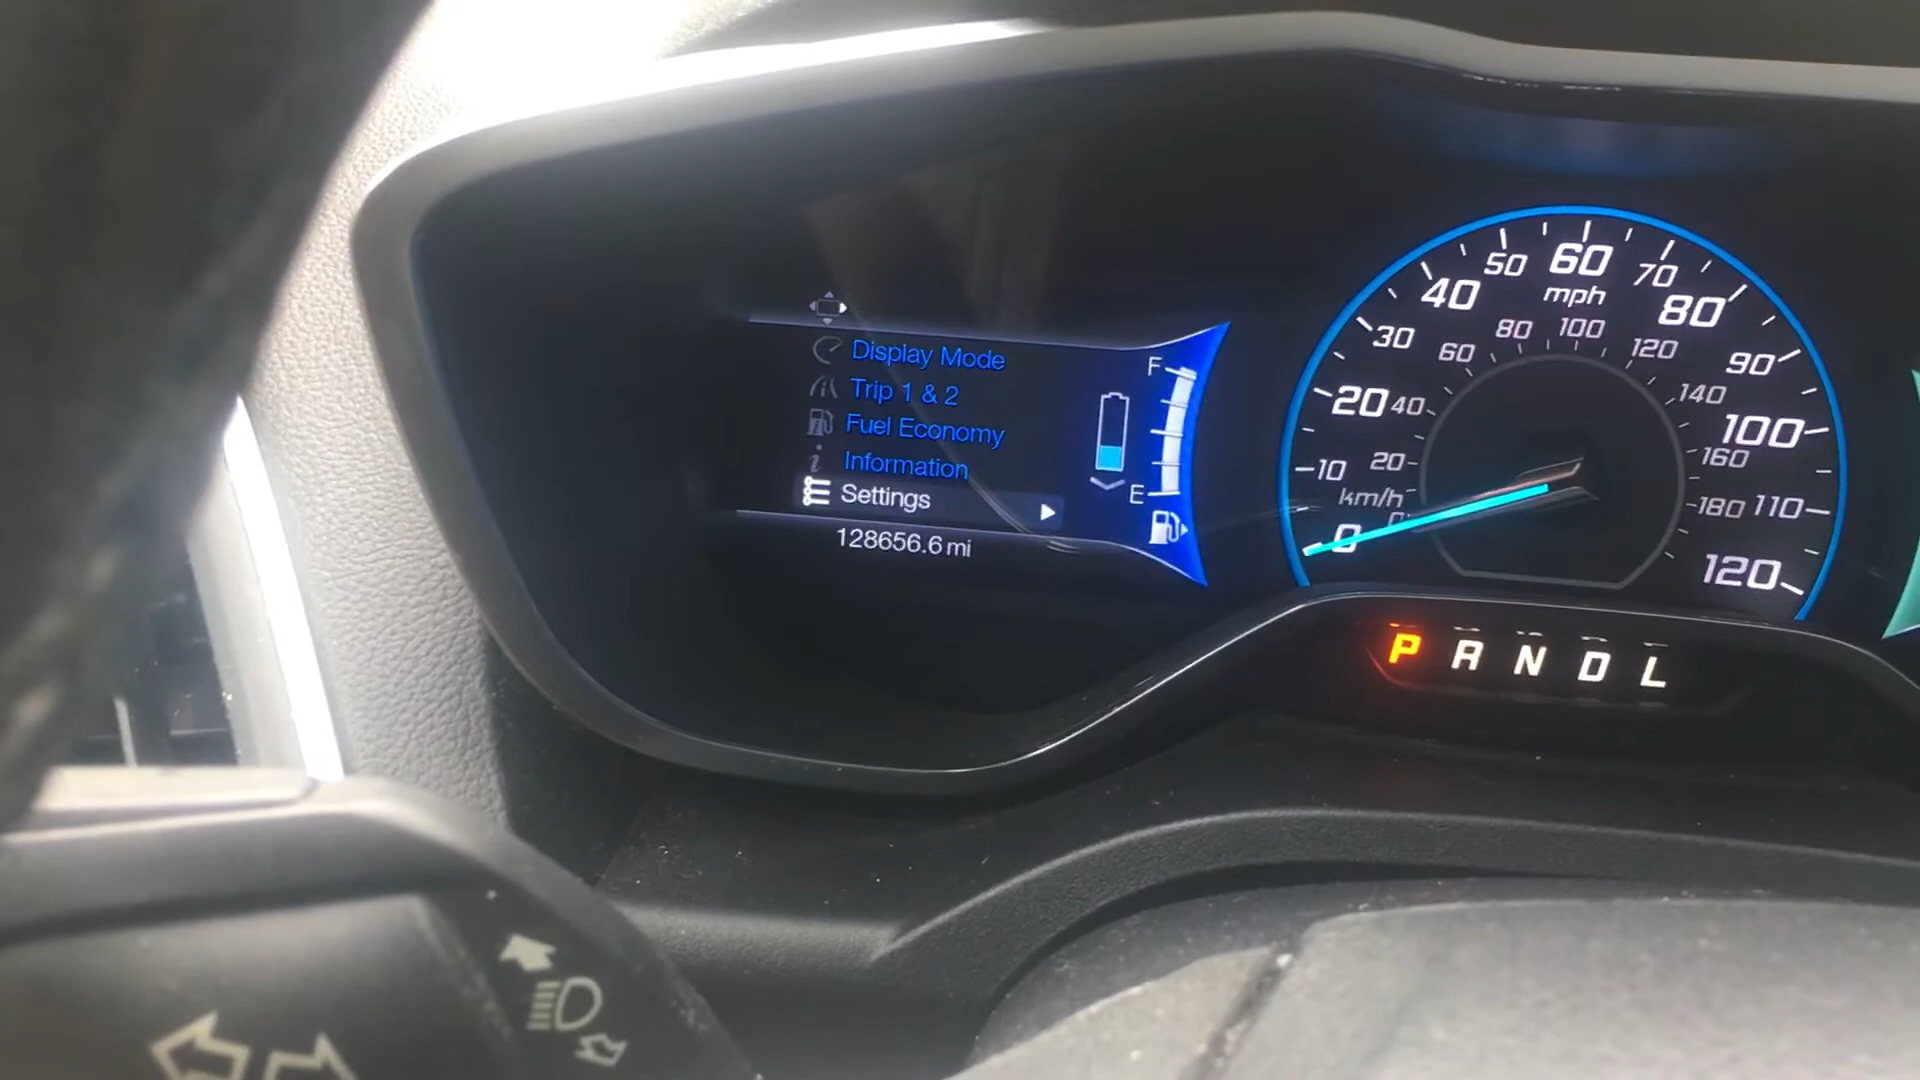 Display Mode
Trip 1 & 2
Fuel Economy
Information
Settings
128656.6 mi
F
E
0
10
20
30
40
50
60
70
80
90
100
110
120
mph
km/h
0
20
40
60
80
100
120
140
160
180
P R N D L